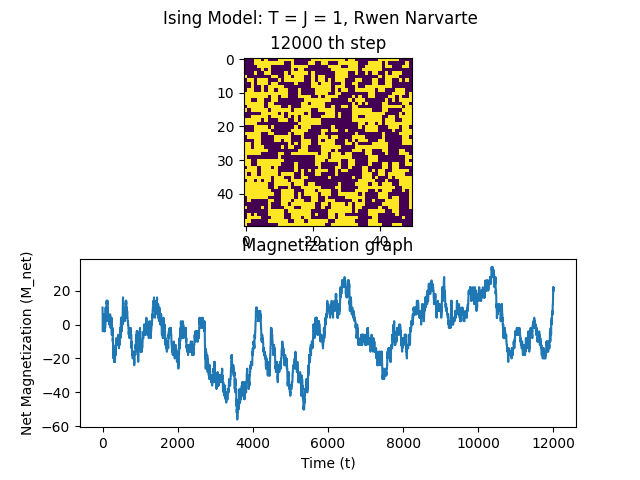 Ising Model: T = J = 1, Rwen Narvarte
12000 th step
0
10
20
30
40
0 20 40
Magnetization graph
Net Magnetization (M_net)
20
0
−20
−40
−60
0 2000 4000 6000 8000 10000 12000
Time (t)